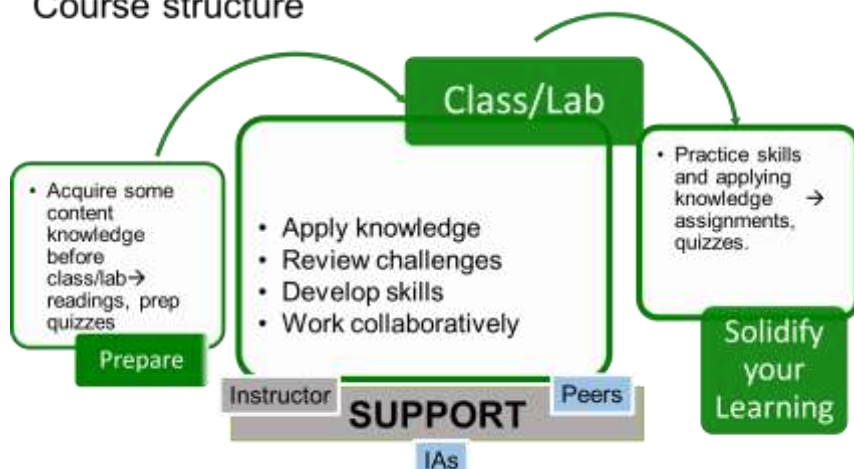 Course structure
• Acquire some
content
knowledge
before
class/lab→
readings, prep
quizzes
Prepare
Class/Lab
• Apply knowledge
• Review challenges
• Develop skills
• Work collaboratively
Instructor
SUPPORT
Peers
IAs
• Practice skills
and applying
knowledge →
assignments,
quizzes.
Solidify
your
Learning